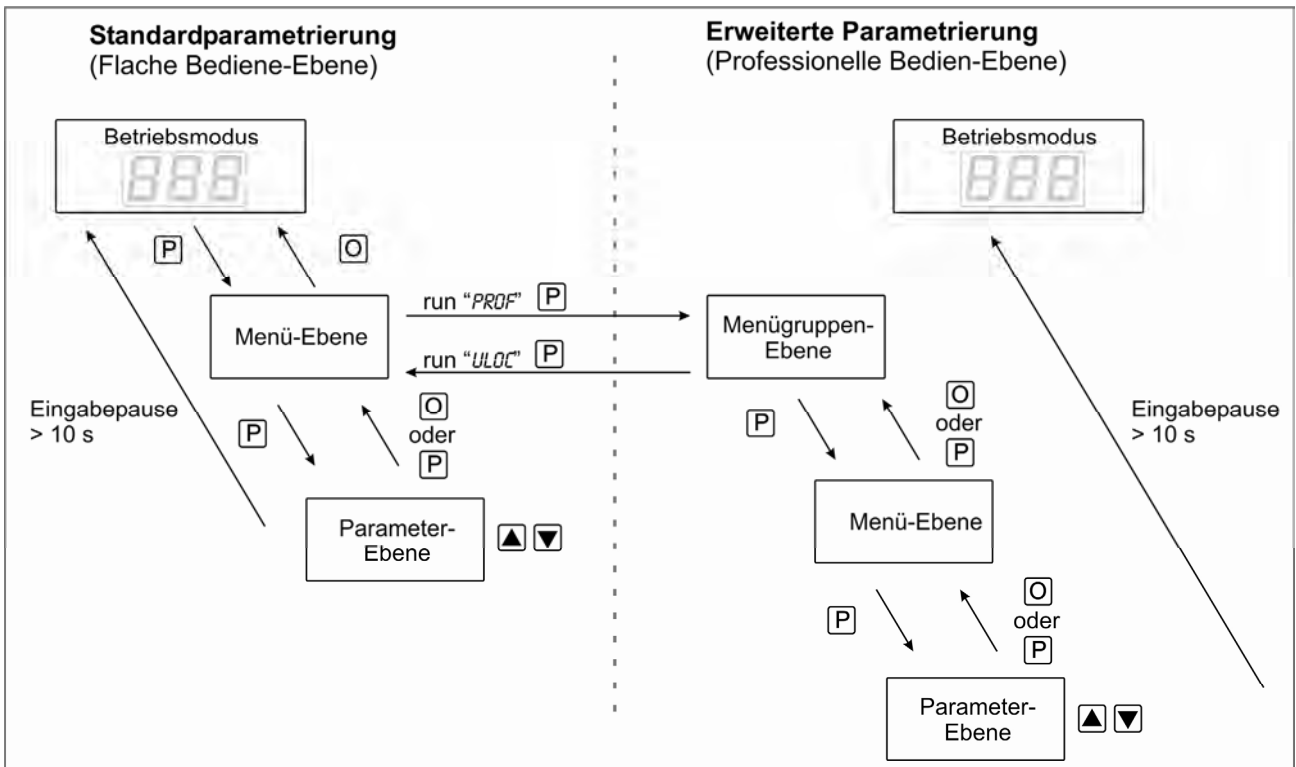 Standardparametrierung
(Flache Bediene-Ebene)
Betriebsmodus
888
P
O
Menü-Ebene
run "PROF" P
run "ULOC" P
Eingabepause
> 10 s
P
O
oder
P
Parameter-
Ebene
▲ ▼
Erweiterte Parametrierung
(Professionelle Bedien-Ebene)
Betriebsmodus
888
Menügruppen-
Ebene
P
O
oder
P
Eingabepause
> 10 s
Menü-Ebene
P
O
oder
P
Parameter-
Ebene
▲ ▼